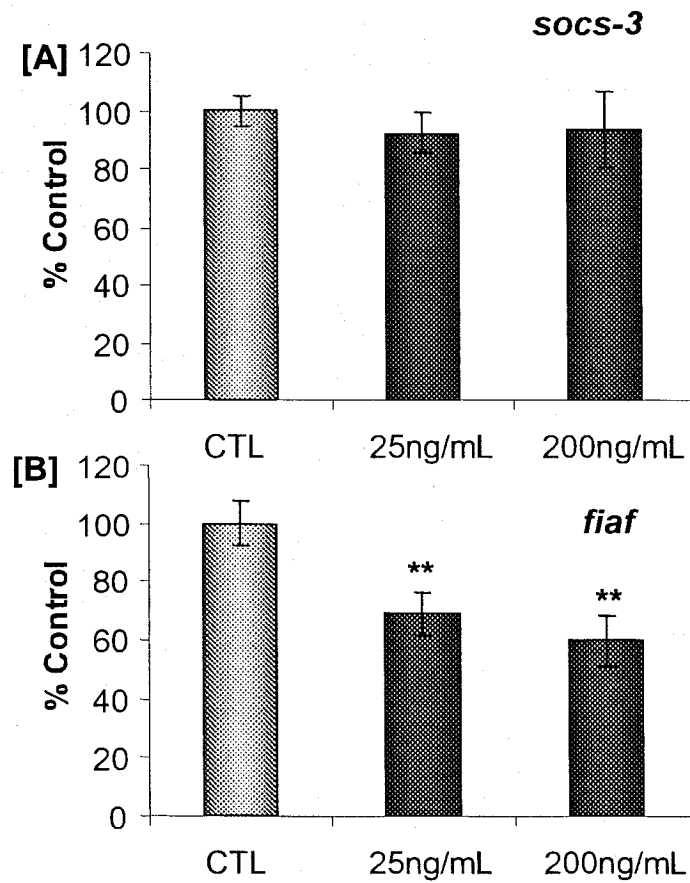 socs-3
[A]
120
100
80
60
40
20
0
% Control
CTL 25ng/mL 200ng/mL
[B]
120
100
80
60
40
20
0
% Control
fiaf
**
**
CTL 25ng/mL 200ng/mL